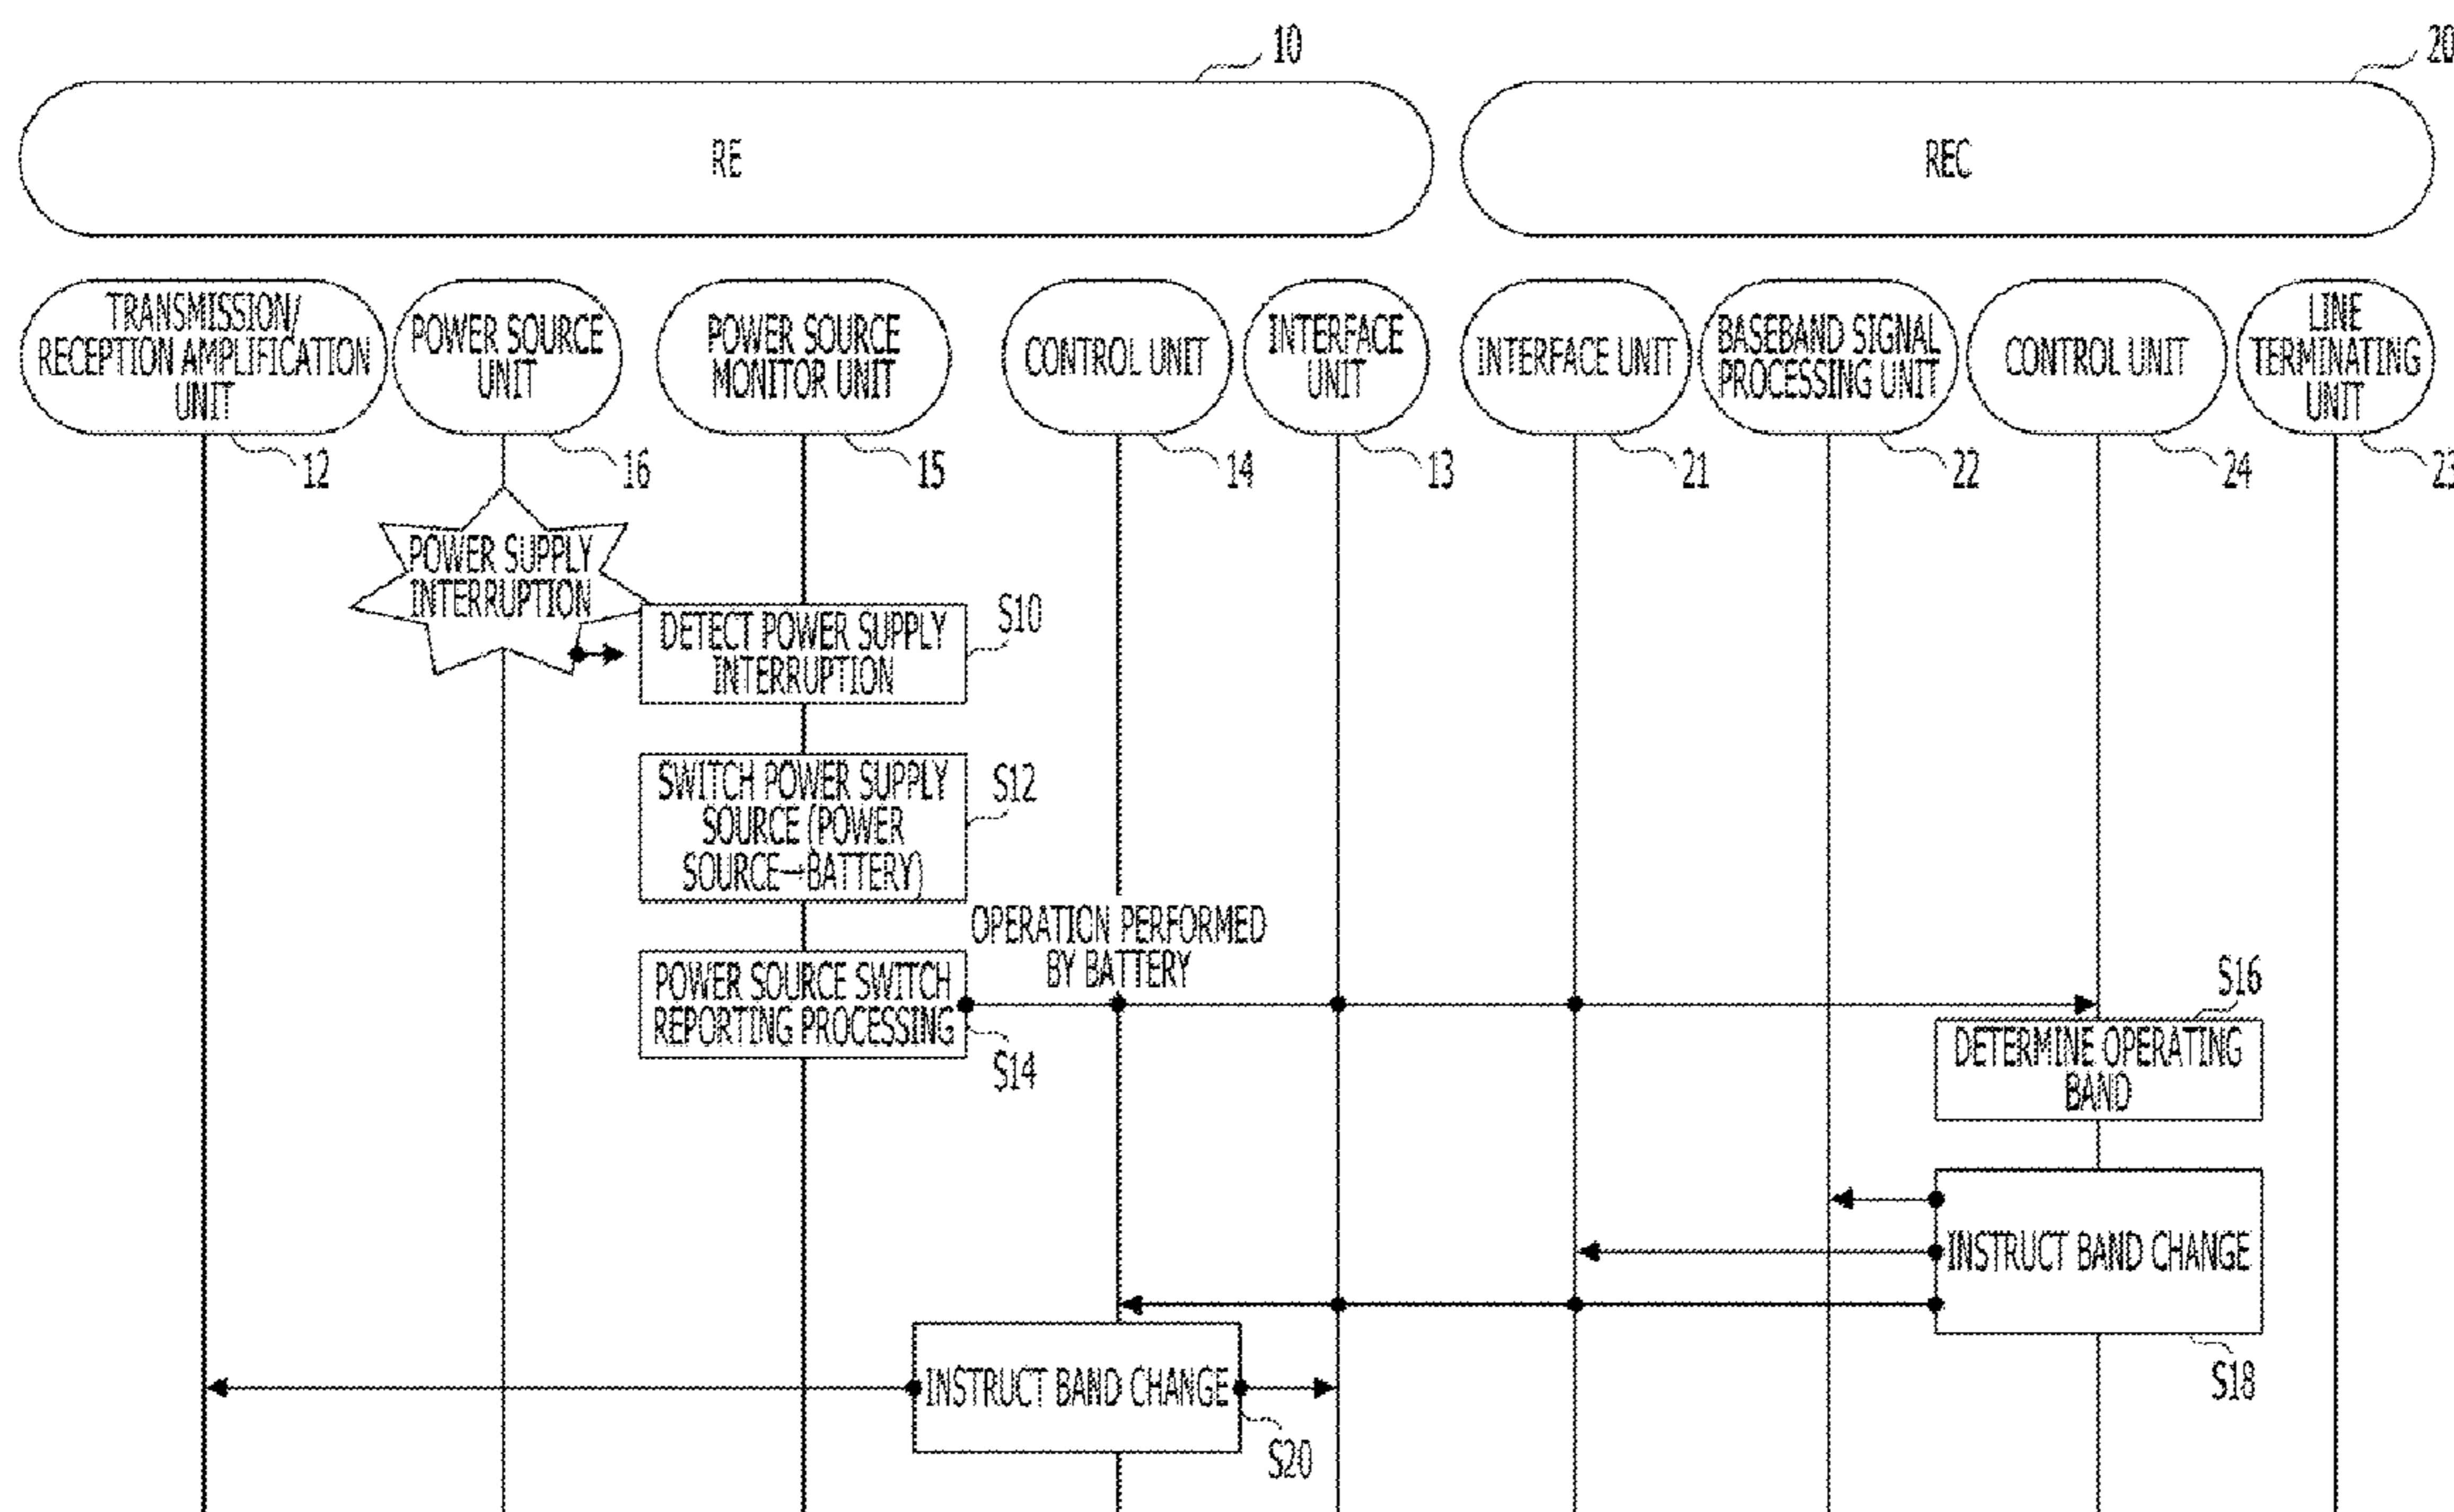 10
20
RE
REC
TRANSMISSION/
RECEPTION AMPLIFICATION
UNIT
POWER SOURCE
UNIT
POWER SOURCE
MONITOR UNIT
CONTROL UNIT
INTERFACE
UNIT
INTERFACE UNIT
BASEBAND SIGNAL
PROCESSING UNIT
CONTROL UNIT
LINE
TERMINATING
UNIT
12
16
15
14
13
21
22
24
23
POWER SUPPLY
INTERRUPTION
DETECT POWER SUPPLY
INTERRUPTION
S10
SWITCH POWER SUPPLY
SOURCE (POWER
SOURCE→BATTERY)
S12
OPERATION PERFORMED
BY BATTERY
POWER SOURCE SWITCH
REPORTING PROCESSING
S14
S16
DETERMINE OPERATING
BAND
INSTRUCT BAND CHANGE
S18
INSTRUCT BAND CHANGE
S20